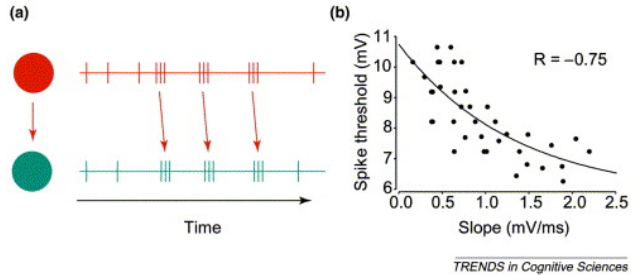 (a)
Time
(b)
Spike threshold (mV)
11
10
9
8
7
6
R = −0.75
0.0 0.5 1.0 1.5 2.0 2.5
Slope (mV/ms)
TRENDS in Cognitive Sciences